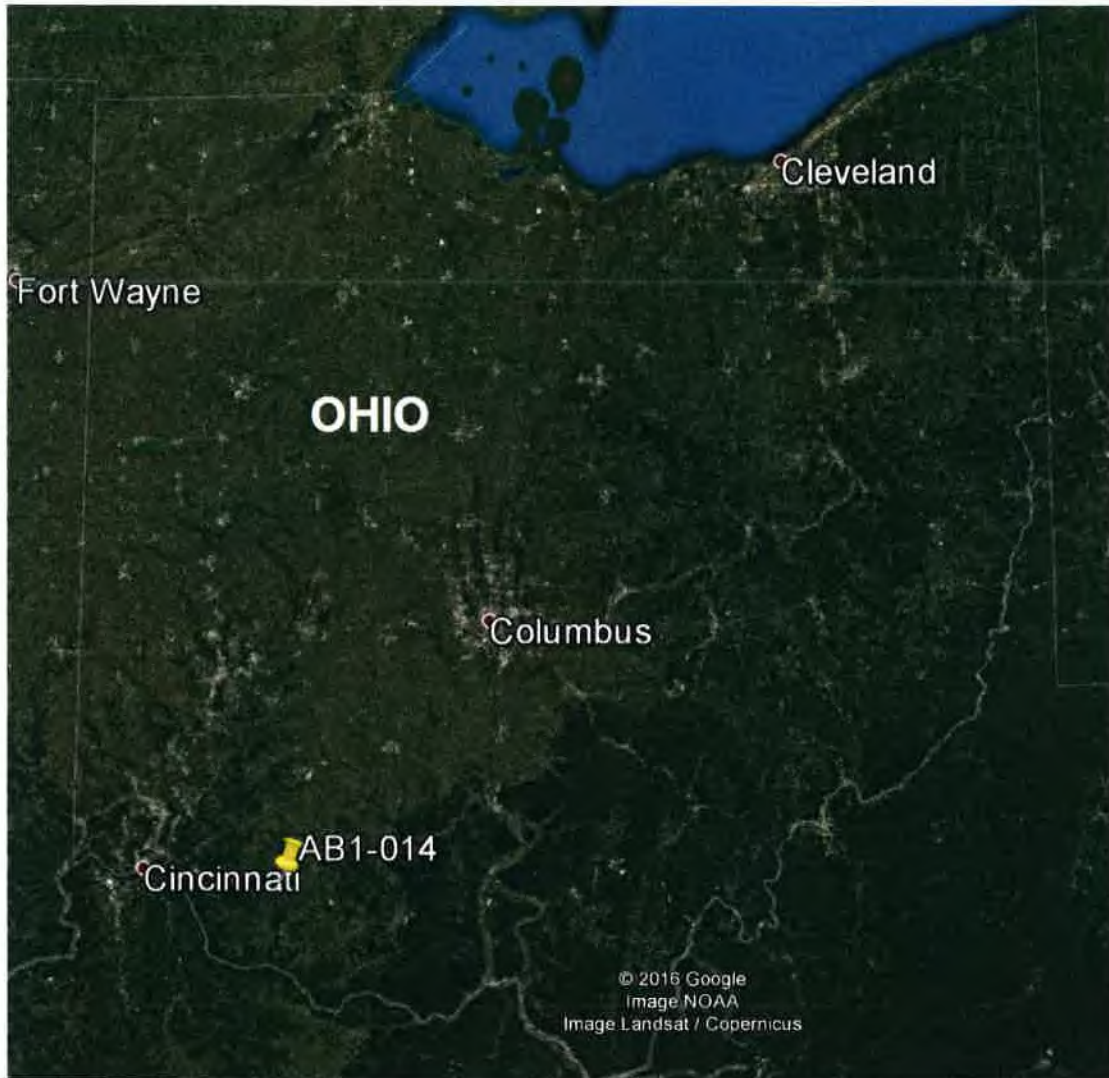 Cleveland
Fort Wayne
OHIO
Columbus
AB1-014
Cincinnati
© 2016 Google
Image NOAA
Image Landsat / Copernicus